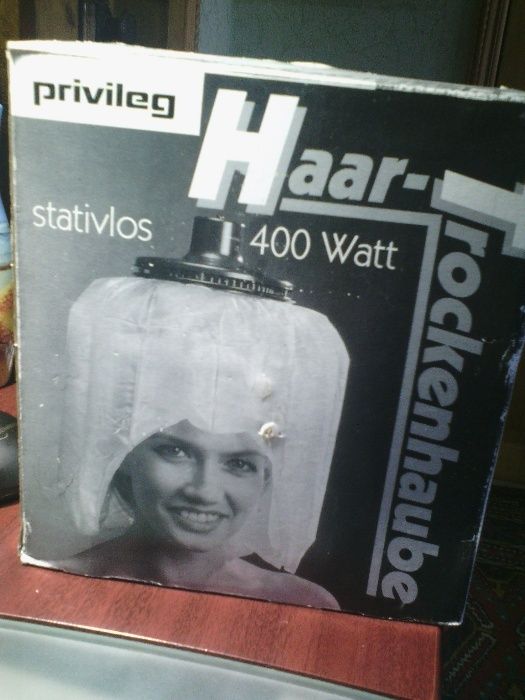 privileg
Haar-Trockenhaube
stativlos
400 Watt